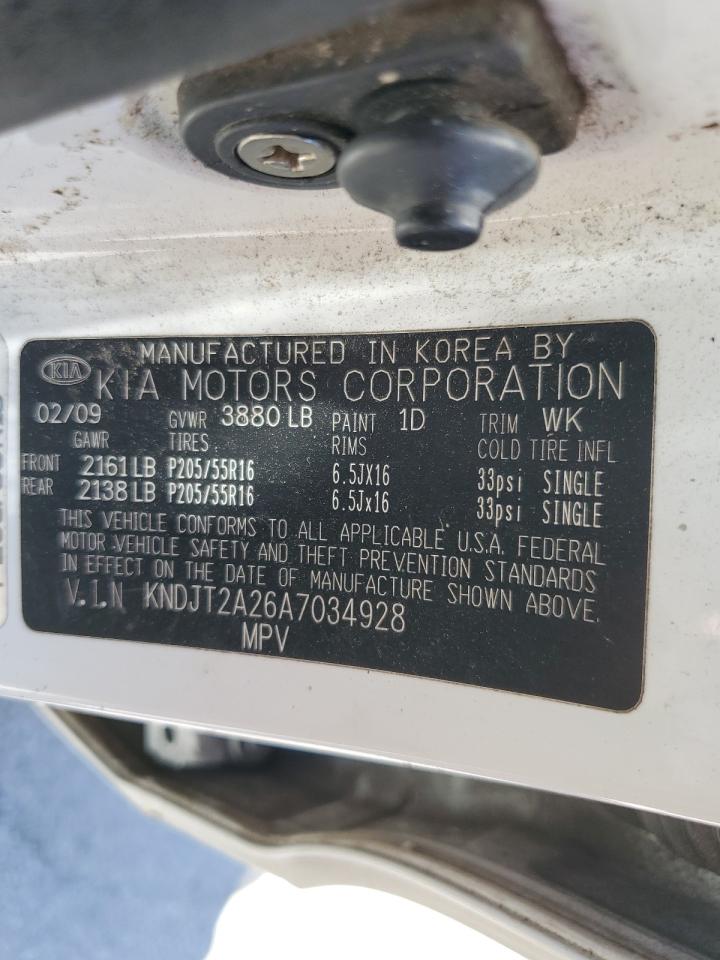 MANUFACTURED IN KOREA BY
KIA KIA MOTORS CORPORATION
02/09 GVWR 3880 LB PAINT 1D TRIM WK
GAWR TIRES RIMS COLD TIRE INFL
FRONT 2161 LB P205/55R16 6.5JX16 33psi SINGLE
REAR 2138 LB P205/55R16 6.5Jx16 33psi SINGLE
THIS VEHICLE CONFORMS TO ALL APPLICABLE U.S.A. FEDERAL
MOTOR VEHICLE SAFETY AND THEFT PREVENTION STANDARDS
IN EFFECT ON THE DATE OF MANUFACTURE SHOWN ABOVE.
V.I.N KNDJT2A26A7034928
MPV